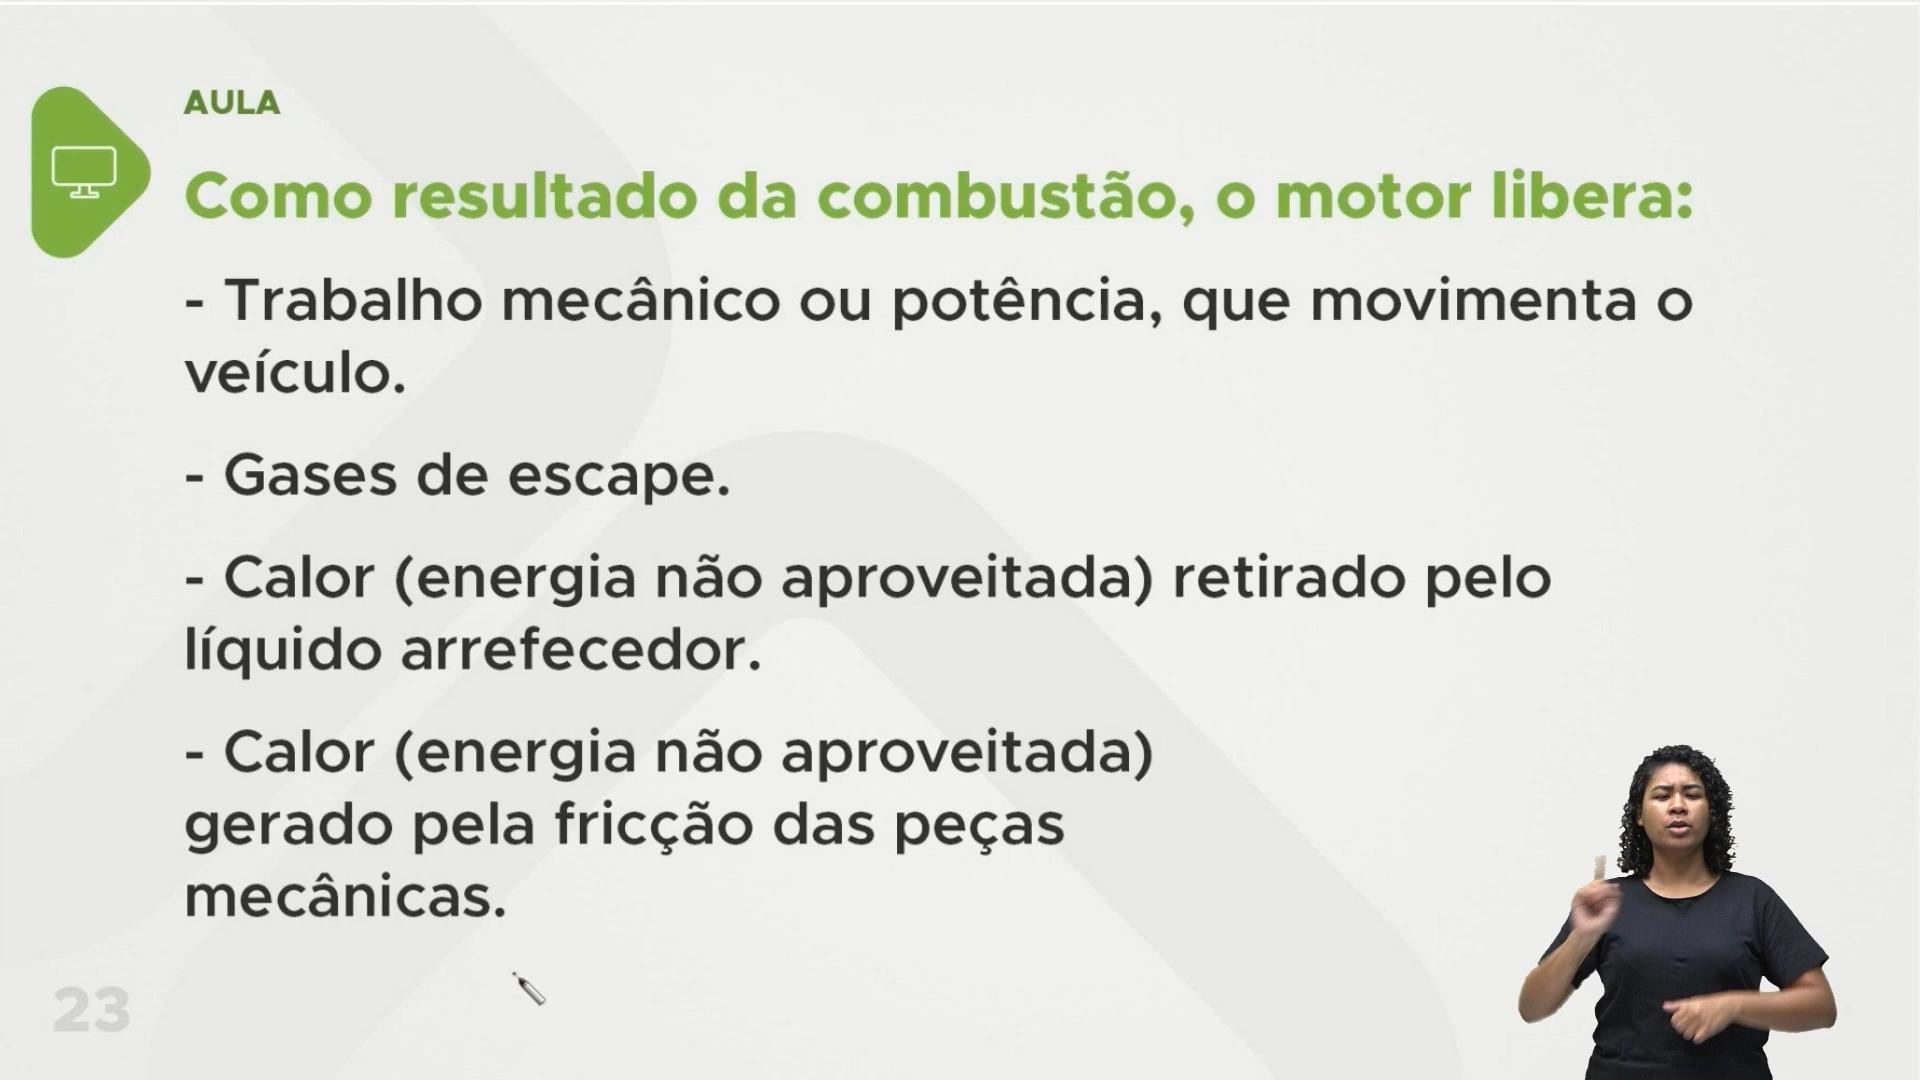 AULA
Como resultado da combustão, o motor libera:
- Trabalho mecânico ou potência, que movimenta o
veículo.
- Gases de escape.
- Calor (energia não aproveitada) retirado pelo
líquido arrefecedor.
- Calor (energia não aproveitada)
gerado pela fricção das peças
mecânicas.
23